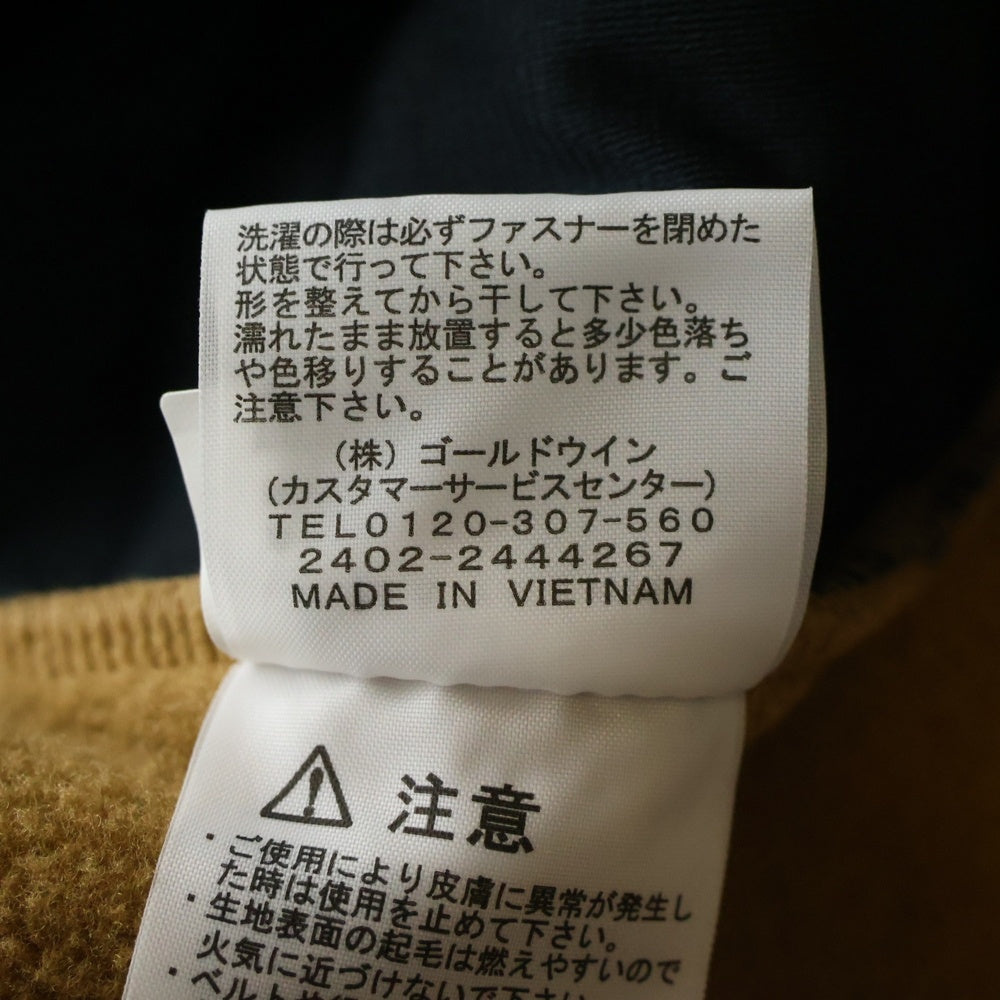 洗濯の際は必ずファスナーを閉めた
状態で行って下さい。
形を整えてから干して下さい。
濡れたまま放置すると多少色落ち
や色移りすることがあります。ご
注意下さい。
(株)ゴールドウイン
(カスタマーサービスセンター)
TEL0120-307-560
2402-2444267
MADE IN VIETNAM
注意
・ご使用により皮膚に異常が発生し
た時は使用を止めて下さい。
・生地表面の起毛は燃えやすいので
火気に近づけないで下さい。
・ベルト